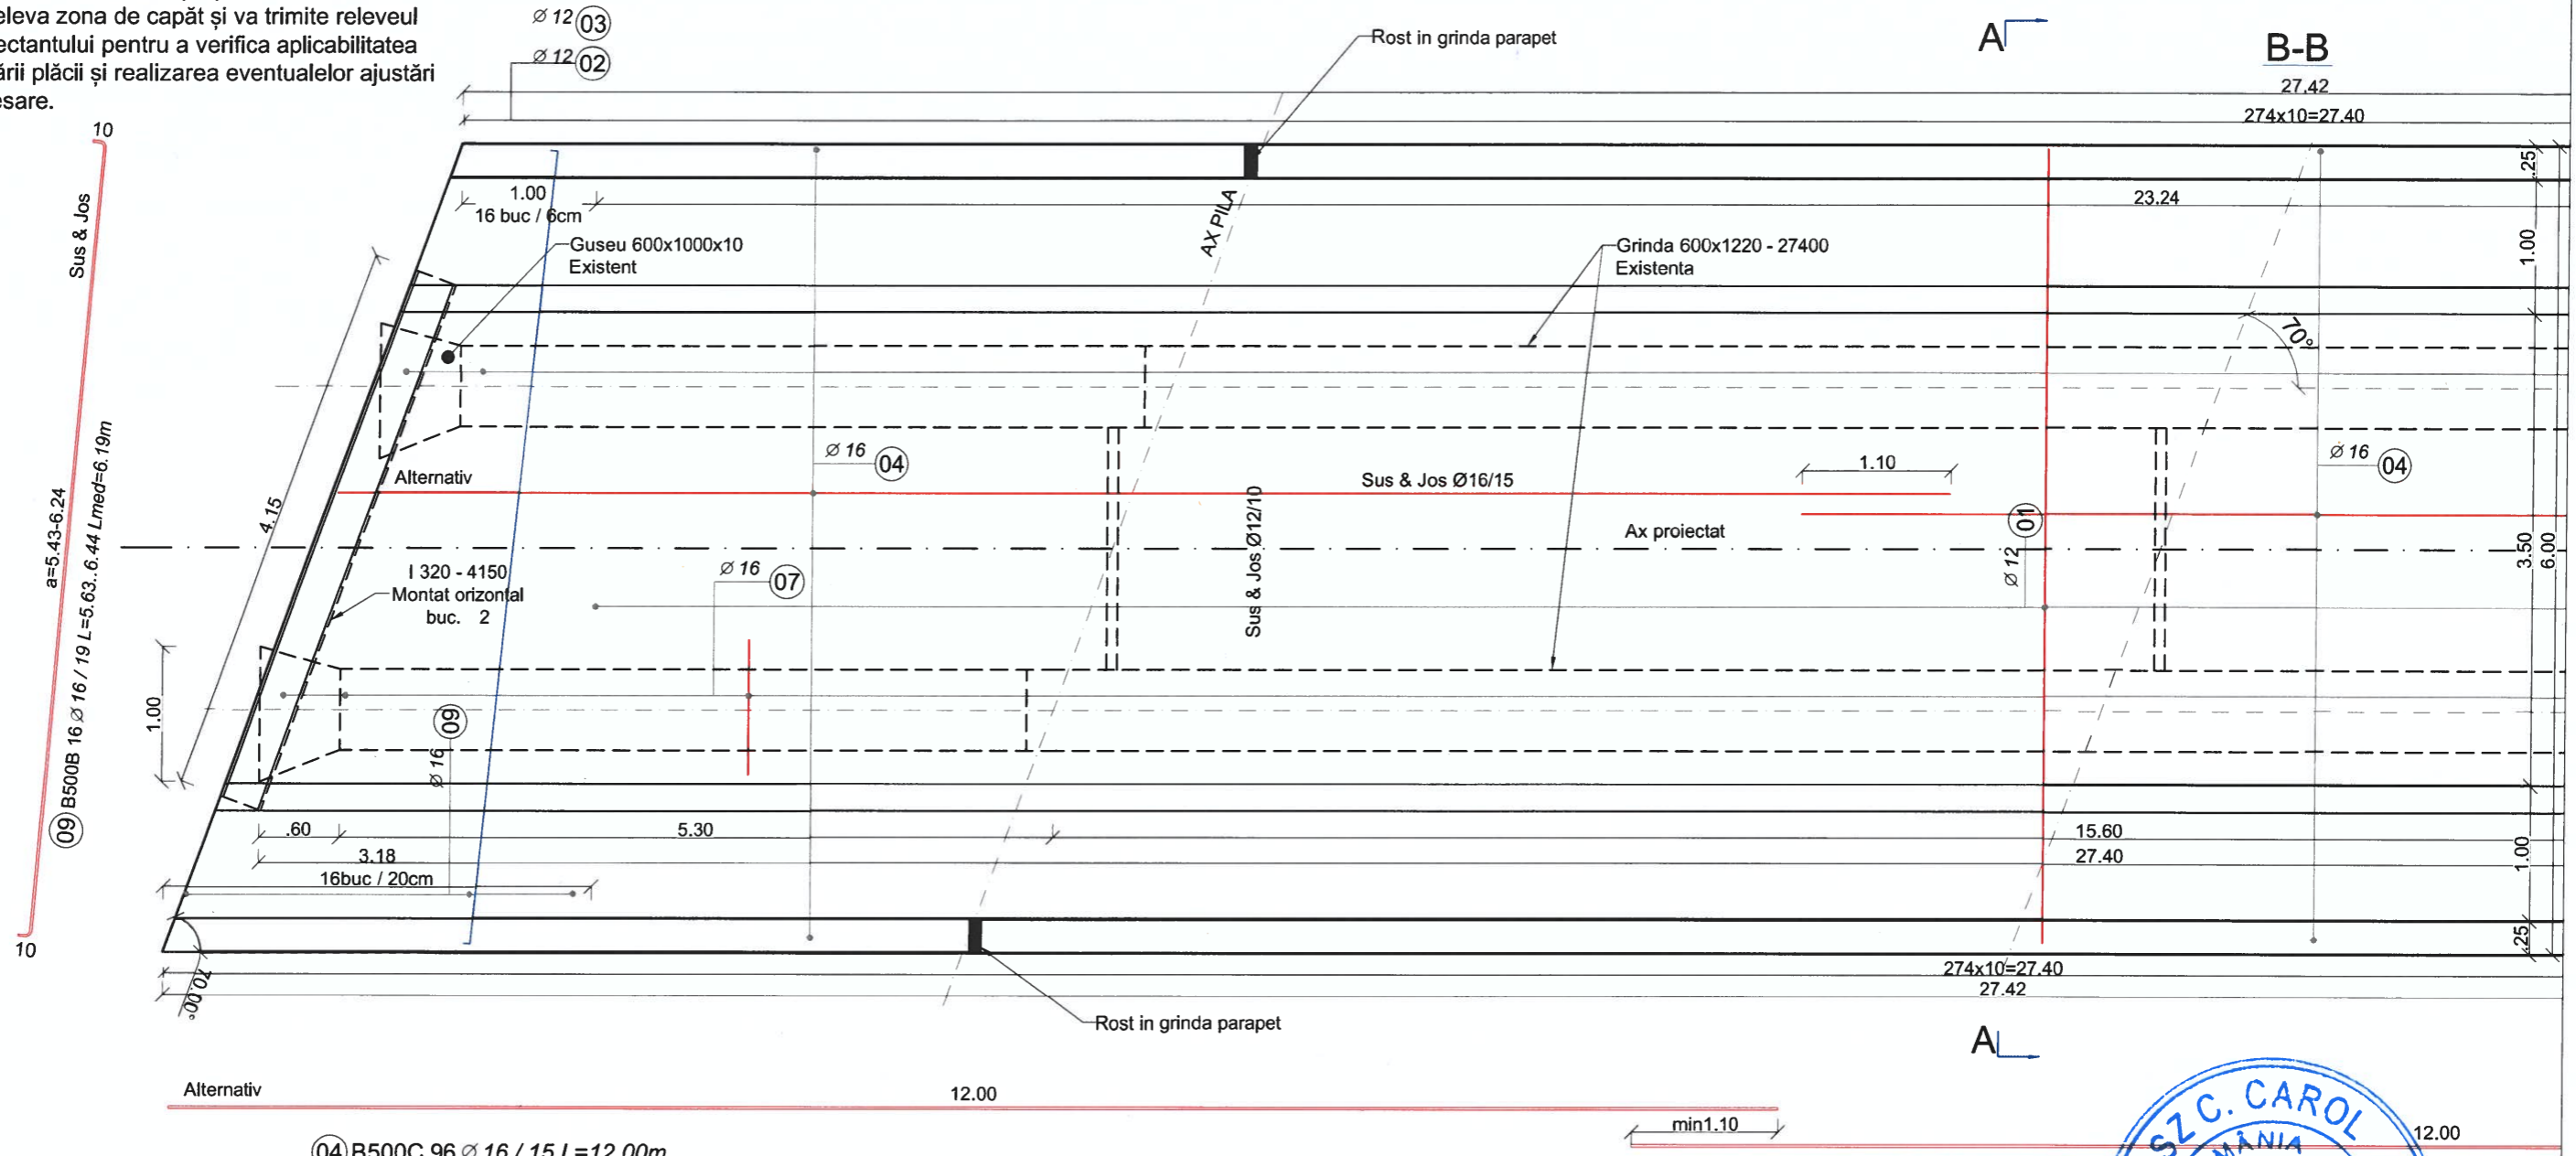 eleva zona de capăt și va trimite releveul
ectantului pentru a verifica aplicabilitatea
ării plăcii și realizarea eventualelor ajustări
esare.
Ø 12 03
Ø 12 02
Rost in grinda parapet
A
B-B
27.42
274x10=27.40
10
Sus & Jos
a=5.43-6.24
09 B500B 16 Ø 16 / 19 L=5.63..6.44 Lmed=6.19m
10
1.00
16 buc / 6cm
23.24
.25
1.00
AX PILA
Guseu 600x1000x10
Existent
Grinda 600x1220 - 27400
Existenta
70°
4.15
Alternativ
Ø 16 04
Sus & Jos Ø16/15
1.10
Ø 16 04
Sus & Jos Ø12/10
Ø 12 01
Ax proiectat
3.50
6.00
I 320 - 4150
Montat orizontal
buc. 2
Ø 16 07
1.00
Ø 16 09
.60
5.30
15.60
3.18
27.40
1.00
16buc / 20cm
.25
70.00°
274x10=27.40
27.42
Rost in grinda parapet
A
Alternativ
12.00
min1.10
12.00
04 B500C 96 Ø 16 / 15 L=12.00m
SZ C. CAROL
MÂNIA